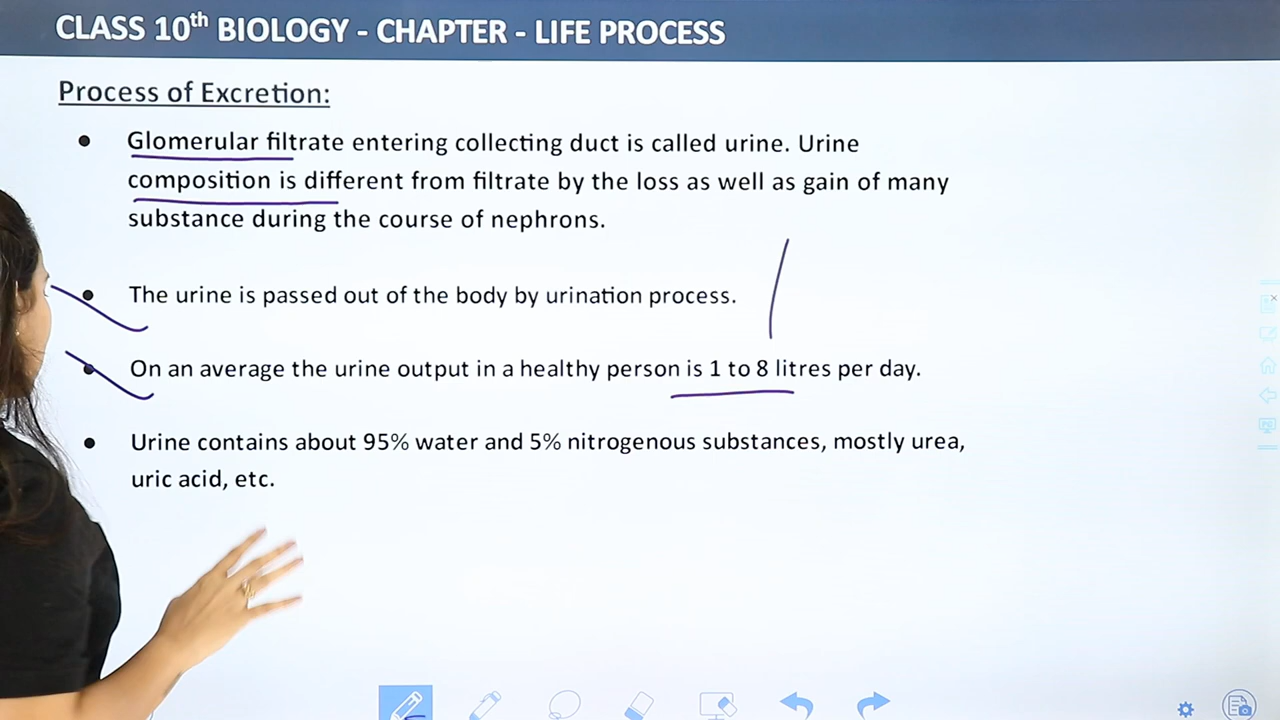 CLASS 10th BIOLOGY - CHAPTER - LIFE PROCESS
Process of Excretion:
• Glomerular filtrate entering collecting duct is called urine. Urine
composition is different from filtrate by the loss as well as gain of many
substance during the course of nephrons.
• The urine is passed out of the body by urination process.
• On an average the urine output in a healthy person is 1 to 8 litres per day.
• Urine contains about 95% water and 5% nitrogenous substances, mostly urea,
uric acid, etc.